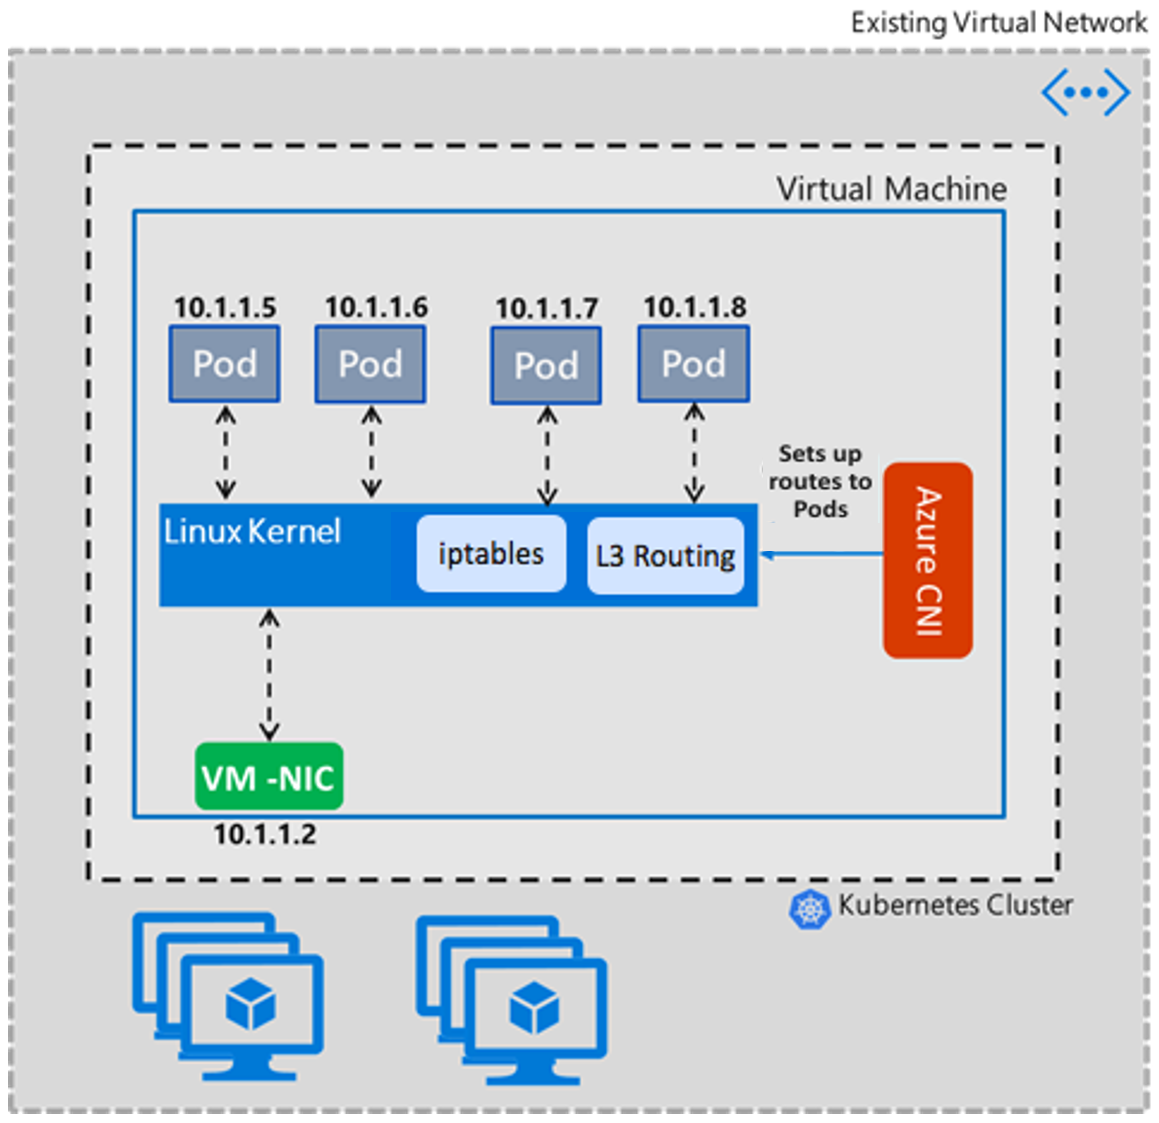 Existing Virtual Network
Virtual Machine
10.1.1.5
10.1.1.6
10.1.1.7
10.1.1.8
Pod
Pod
Pod
Pod
Sets up
routes to
Pods
Azure CNI
Linux Kernel
iptables
L3 Routing
VM -NIC
10.1.1.2
Kubernetes Cluster